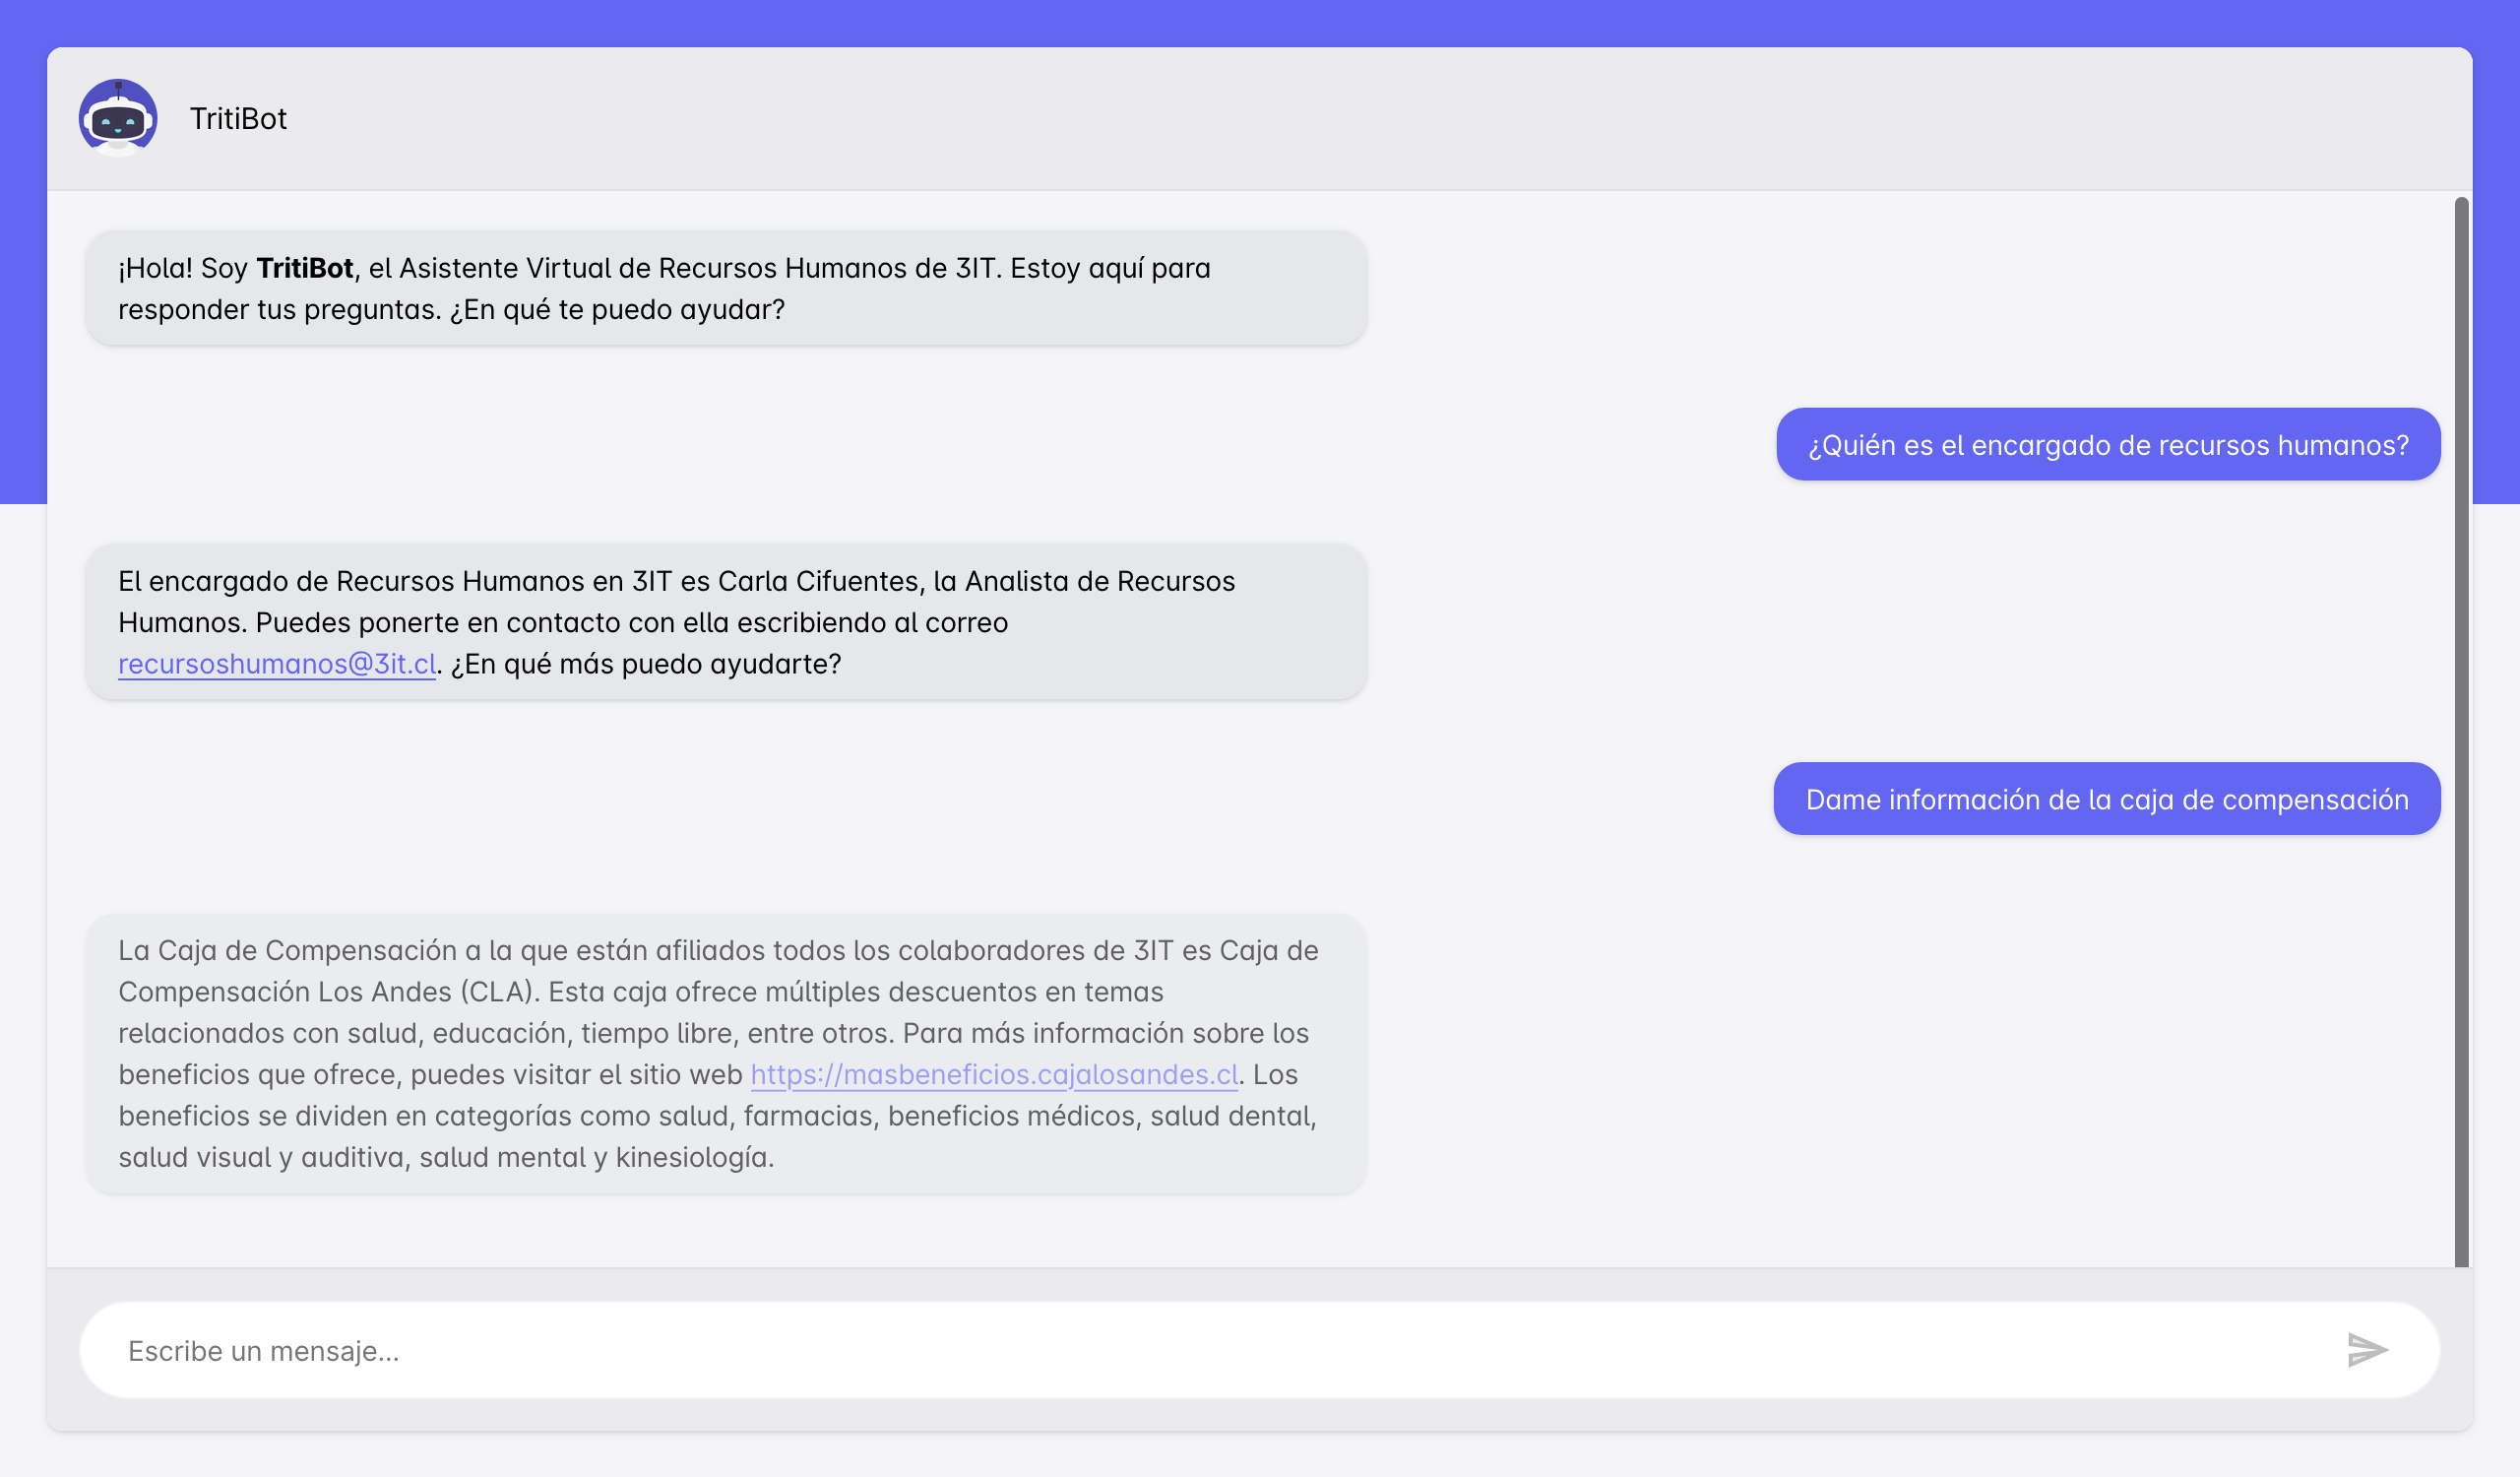 TritiBot
¡Hola! Soy TritiBot, el Asistente Virtual de Recursos Humanos de 3IT. Estoy aquí para
responder tus preguntas. ¿En qué te puedo ayudar?
¿Quién es el encargado de recursos humanos?
El encargado de Recursos Humanos en 3IT es Carla Cifuentes, la Analista de Recursos
Humanos. Puedes ponerte en contacto con ella escribiendo al correo
recursoshumanos@3it.cl. ¿En qué más puedo ayudarte?
Dame información de la caja de compensación
La Caja de Compensación a la que están afiliados todos los colaboradores de 3IT es Caja de
Compensación Los Andes (CLA). Esta caja ofrece múltiples descuentos en temas
relacionados con salud, educación, tiempo libre, entre otros. Para más información sobre los
beneficios que ofrece, puedes visitar el sitio web https://masbeneficios.cajalosandes.cl. Los
beneficios se dividen en categorías como salud, farmacias, beneficios médicos, salud dental,
salud visual y auditiva, salud mental y kinesiología.
Escribe un mensaje...